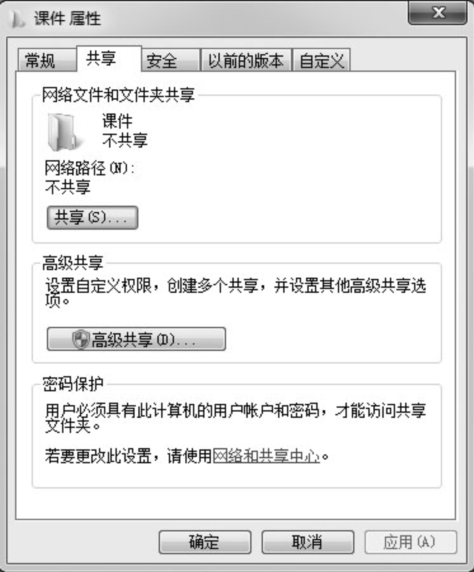 课件 属性
常规 共享 安全 以前的版本 自定义
网络文件和文件夹共享
课件
不共享
网络路径(N):
不共享
共享(S)...
高级共享
设置自定义权限，创建多个共享，并设置其他高级共享选
项。
高级共享(D)...
密码保护
用户必须具有此计算机的用户帐户和密码，才能访问共享
文件夹。
若要更改此设置，请使用网络和共享中心。
确定 取消 应用(A)